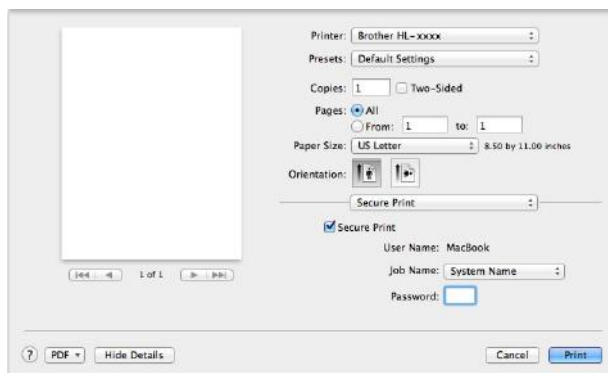 Printer: Brother HL-xxxx
Presets: Default Settings
Copies: 1 Two-Sided
Pages: All
From: 1 to: 1
Paper Size: US Letter 8.50 by 11.00 inches
Orientation:
Secure Print
Secure Print
User Name: MacBook
Job Name: System Name
Password:
1 of 1
? PDF Hide Details Cancel Print